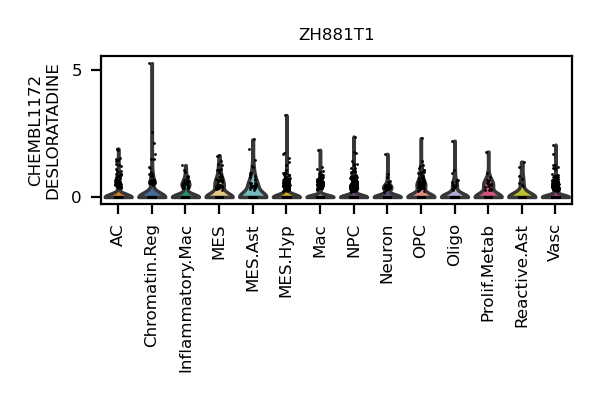 ZH881T1
CHEMBL1172
DESLORATADINE
5
0
AC
Chromatin.Reg
Inflammatory.Mac
MES
MES.Ast
MES.Hyp
Mac
NPC
Neuron
OPC
Oligo
Prolif.Metab
Reactive.Ast
Vasc